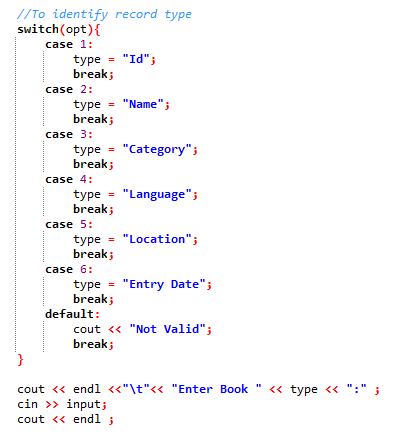 //To identify record type
switch(opt){
case 1:
type = "Id";
break;
case 2:
type = "Name";
break;
case 3:
type = "Category";
break;
case 4:
type = "Language";
break;
case 5:
type = "Location";
break;
case 6:
type = "Entry Date";
break;
default:
cout << "Not Valid";
break;
}
cout << endl <<"\t"<< "Enter Book " << type << ":" ;
cin >> input;
cout << endl ;